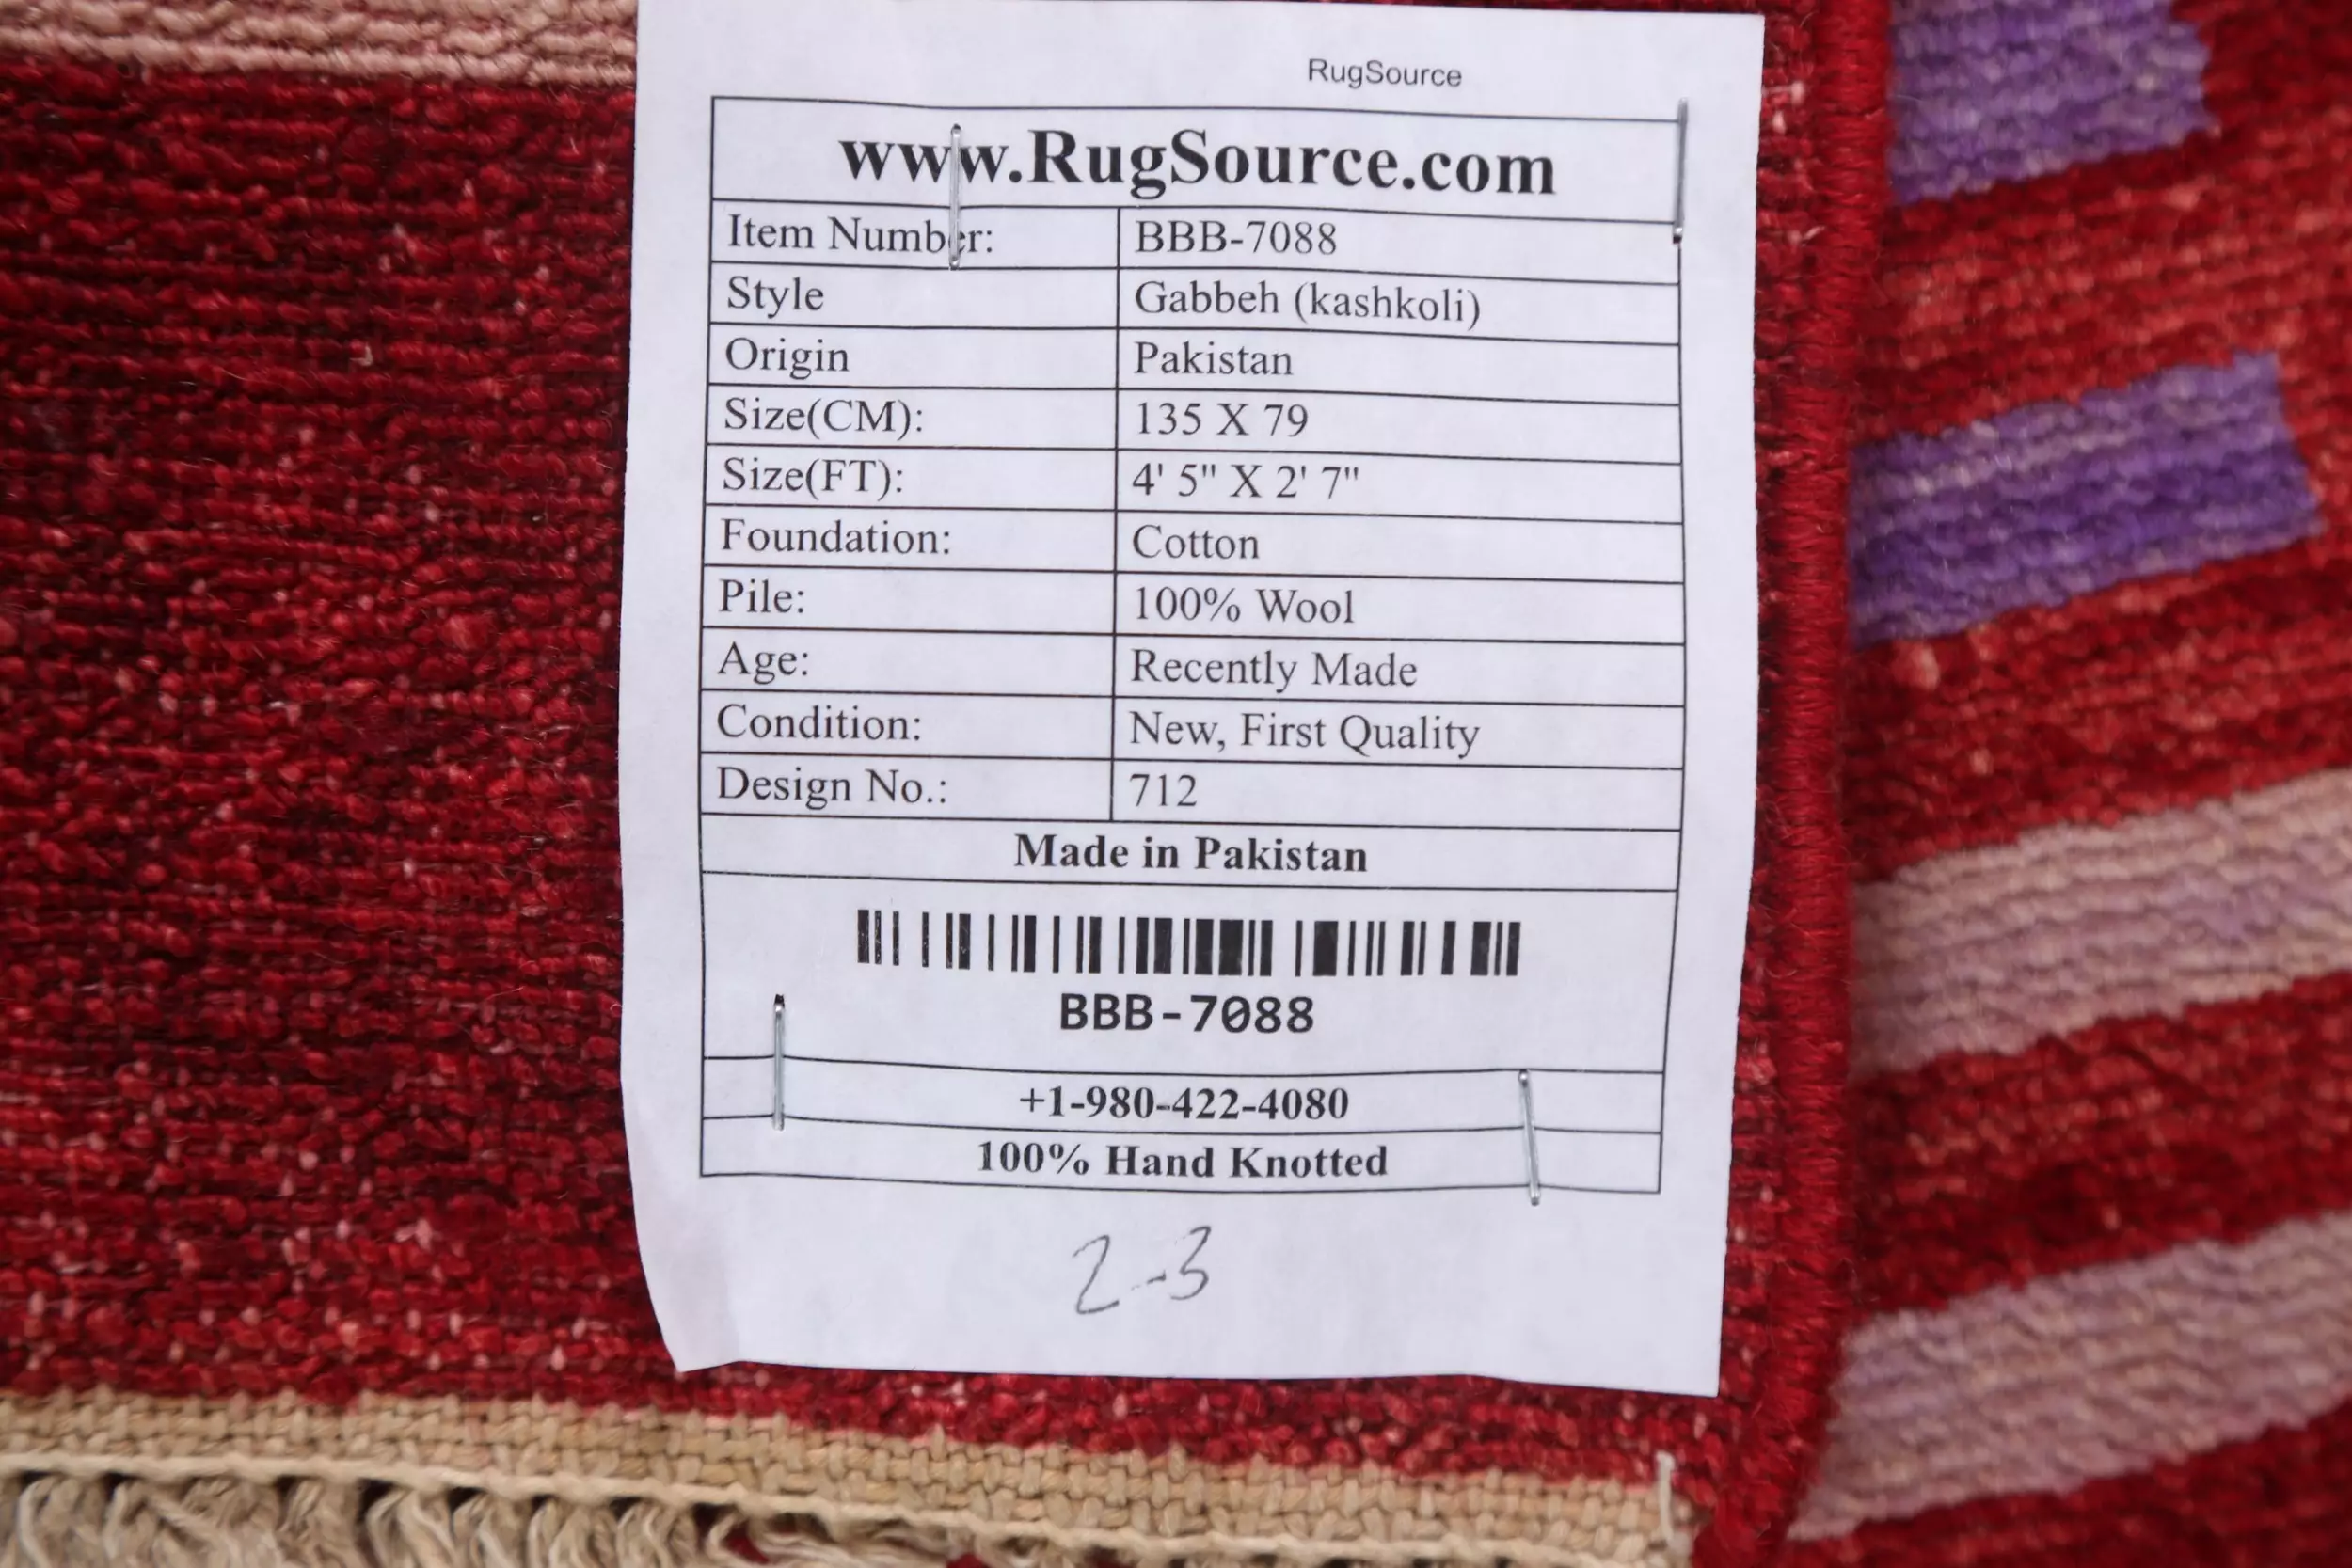 RugSource
www.RugSource.com
Item Number: BBB-7088
Style Gabbeh (kashkoli)
Origin Pakistan
Size(CM): 135 X 79
Size(FT): 4' 5" X 2' 7"
Foundation: Cotton
Pile: 100% Wool
Age: Recently Made
Condition: New, First Quality
Design No.: 712
Made in Pakistan
BBB-7088
+1-980-422-4080
100% Hand Knotted
2-3